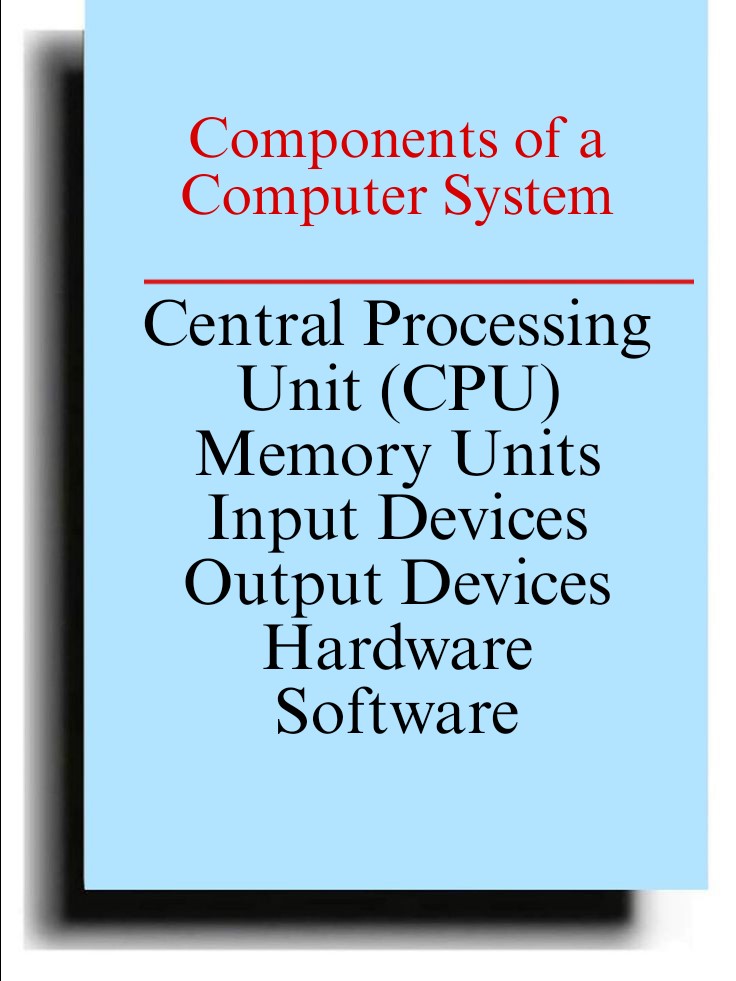 Components of a
Computer System
Central Processing
Unit (CPU)
Memory Units
Input Devices
Output Devices
Hardware
Software